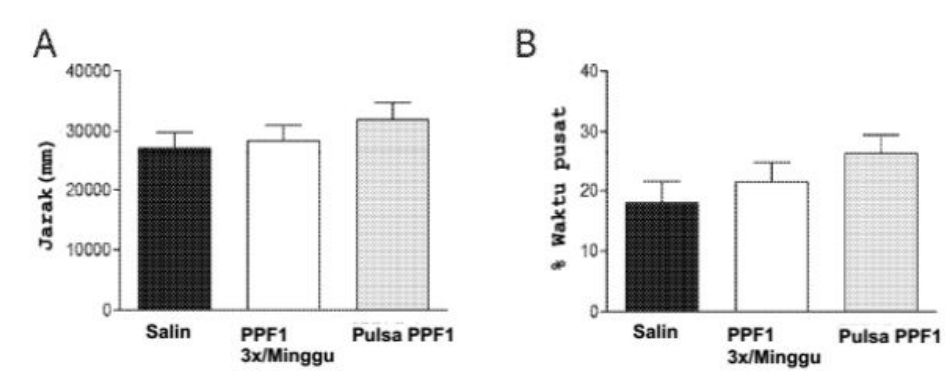 A
40000
30000
20000
10000
0
Jarak (mm)
Salin
PPF1
3x/Minggu
Pulsa PPF1
B
40
30
20
10
0
% Waktu pusat
Salin
PPF1
3x/Minggu
Pulsa PPF1